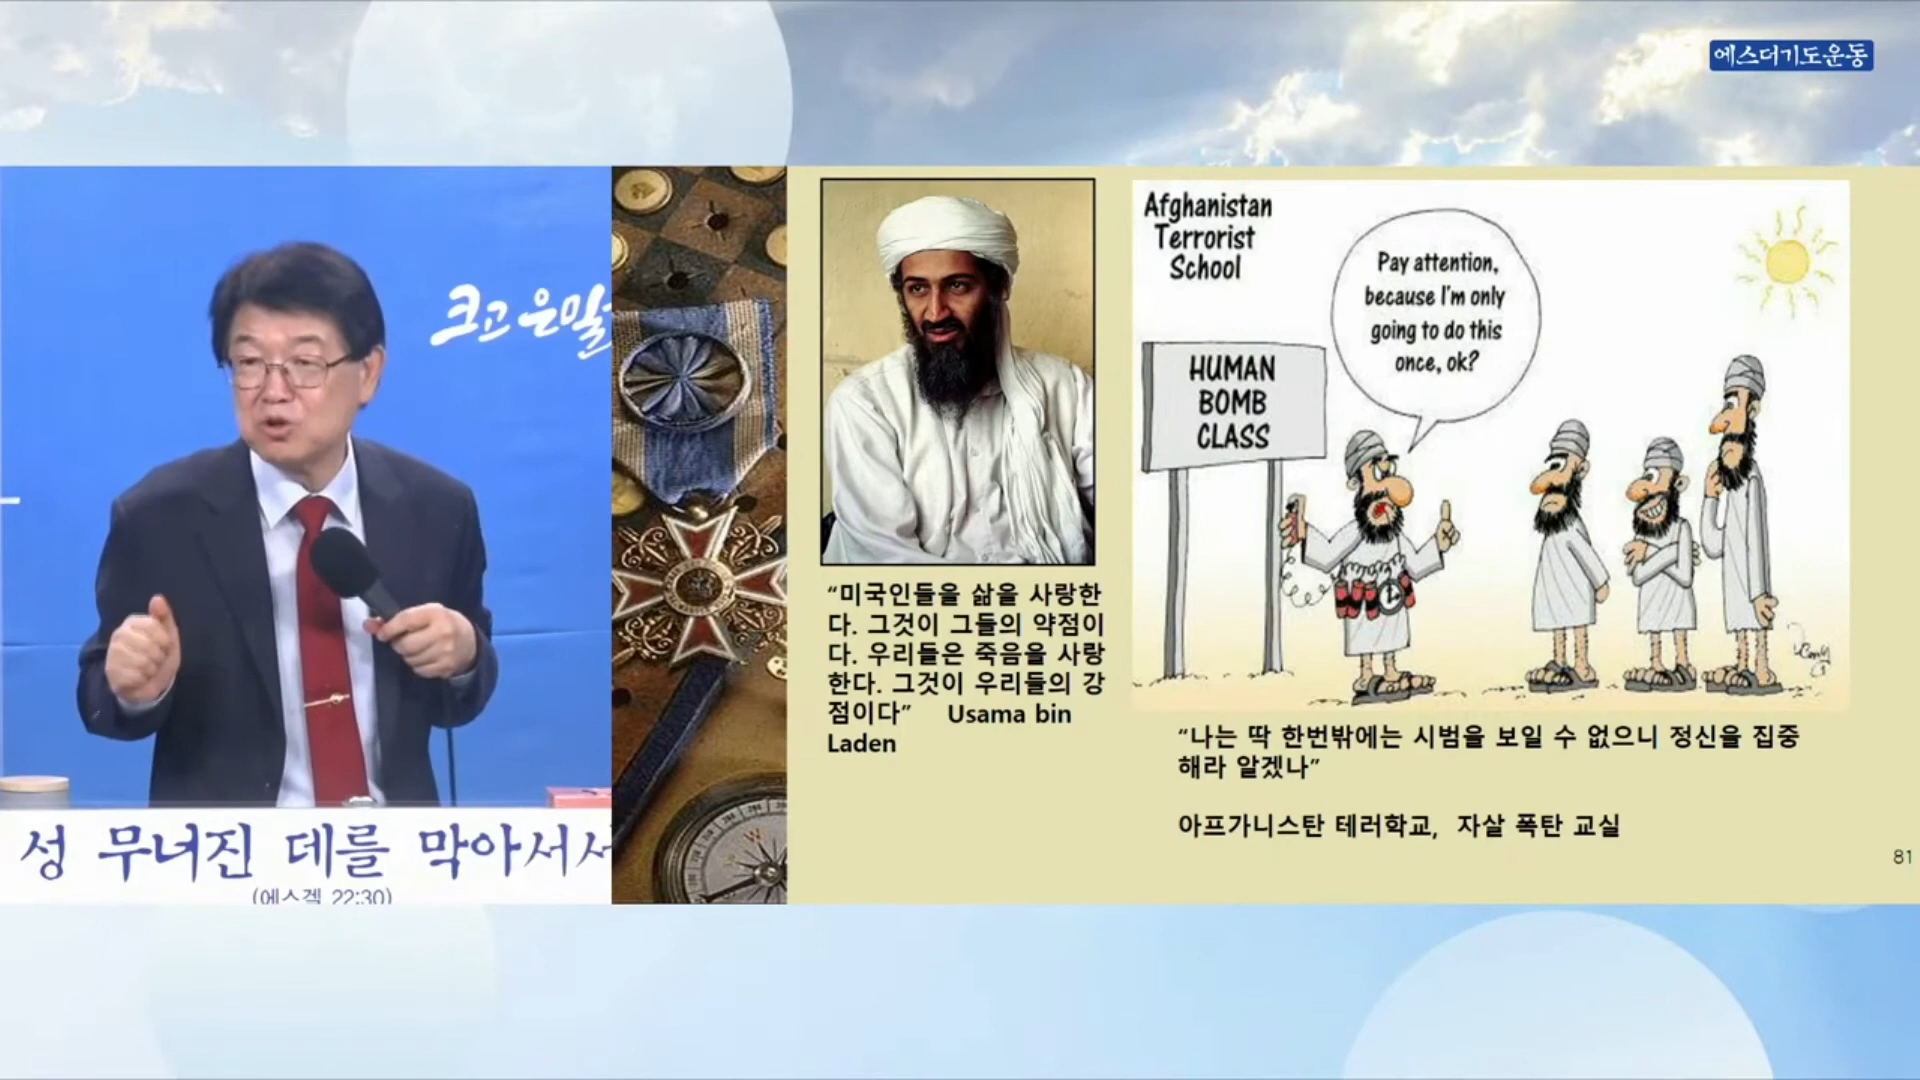 에스더기도운동
크고 은밀
성 무너진 데를 막아서서
(에스겔 22:30)
“미국인들을 삶을 사랑한
다. 그것이 그들의 약점이
다. 우리들은 죽음을 사랑
한다. 그것이 우리들의 강
점이다” Usama bin
Laden
Afghanistan
Terrorist
School
Pay attention,
because I'm only
going to do this
once, ok?
HUMAN
BOMB
CLASS
“나는 딱 한번밖에는 시범을 보일 수 없으니 정신을 집중
해라 알겠나”
아프가니스탄 테러학교, 자살 폭탄 교실
81